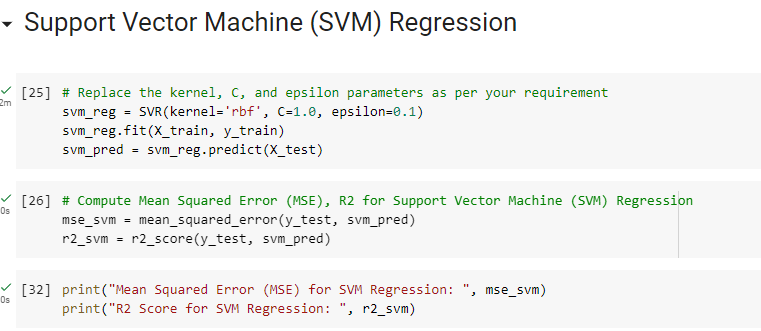 Support Vector Machine (SVM) Regression
[25] # Replace the kernel, C, and epsilon parameters as per your requirement
2m
svm_reg = SVR(kernel='rbf', C=1.0, epsilon=0.1)
svm_reg.fit(X_train, y_train)
svm_pred = svm_reg.predict(X_test)
[26] # Compute Mean Squared Error (MSE), R2 for Support Vector Machine (SVM) Regression
0s
mse_svm = mean_squared_error(y_test, svm_pred)
r2_svm = r2_score(y_test, svm_pred)
[32] print("Mean Squared Error (MSE) for SVM Regression: ", mse_svm)
0s
print("R2 Score for SVM Regression: ", r2_svm)